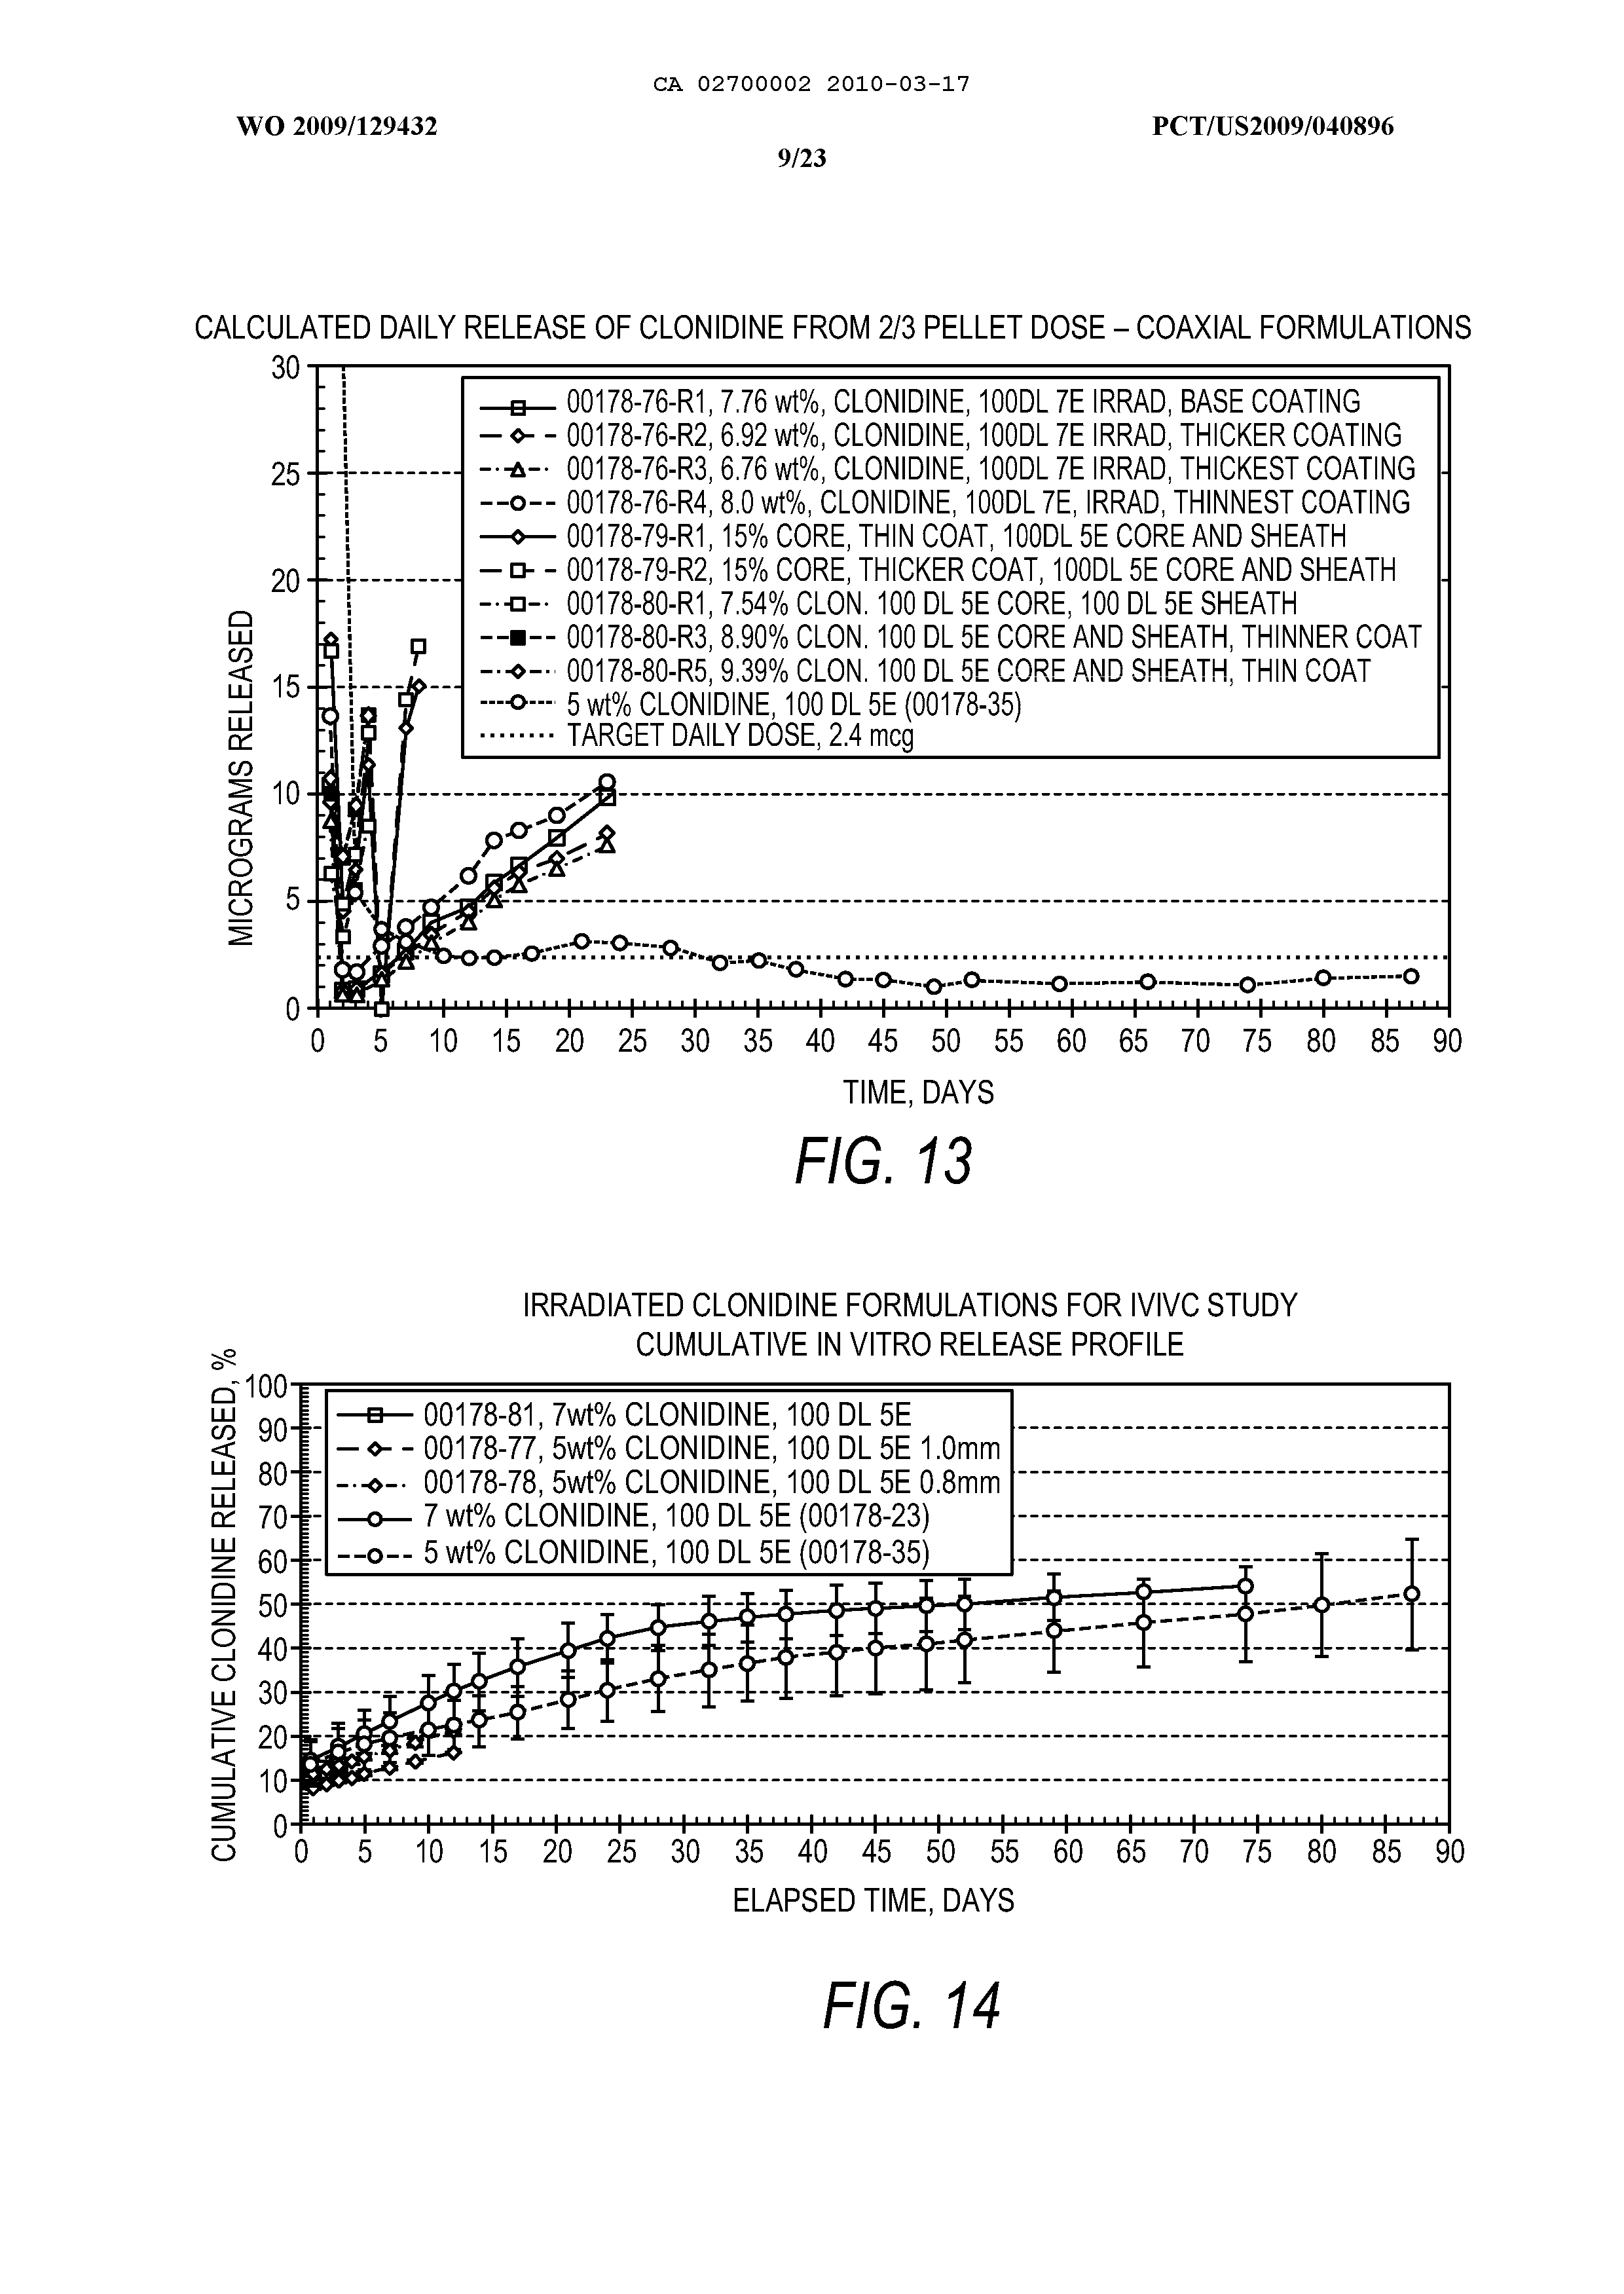 CA 02700002 2010-03-17
WO 2009/129432 PCT/US2009/040896
9/23
CALCULATED DAILY RELEASE OF CLONIDINE FROM 2/3 PELLET DOSE – COAXIAL FORMULATIONS
MICROGRAMS RELEASED
30
25
20
15
10
5
0
00178-76-R1, 7.76 wt%, CLONIDINE, 100DL 7E IRRAD, BASE COATING
00178-76-R2, 6.92 wt%, CLONIDINE, 100DL 7E IRRAD, THICKER COATING
00178-76-R3, 6.76 wt%, CLONIDINE, 100DL 7E IRRAD, THICKEST COATING
00178-76-R4, 8.0 wt%, CLONIDINE, 100DL 7E, IRRAD, THINNEST COATING
00178-79-R1, 15% CORE, THIN COAT, 100DL 5E CORE AND SHEATH
00178-79-R2, 15% CORE, THICKER COAT, 100DL 5E CORE AND SHEATH
00178-80-R1, 7.54% CLON. 100 DL 5E CORE, 100 DL 5E SHEATH
00178-80-R3, 8.90% CLON. 100 DL 5E CORE AND SHEATH, THINNER COAT
00178-80-R5, 9.39% CLON. 100 DL 5E CORE AND SHEATH, THIN COAT
5 wt% CLONIDINE, 100 DL 5E (00178-35)
TARGET DAILY DOSE, 2.4 mcg
0 5 10 15 20 25 30 35 40 45 50 55 60 65 70 75 80 85 90
TIME, DAYS
FIG. 13
IRRADIATED CLONIDINE FORMULATIONS FOR IVIVC STUDY
CUMULATIVE IN VITRO RELEASE PROFILE
CUMULATIVE CLONIDINE RELEASED, %
100
90
80
70
60
50
40
30
20
10
0
00178-81, 7wt% CLONIDINE, 100 DL 5E
00178-77, 5wt% CLONIDINE, 100 DL 5E 1.0mm
00178-78, 5wt% CLONIDINE, 100 DL 5E 0.8mm
7 wt% CLONIDINE, 100 DL 5E (00178-23)
5 wt% CLONIDINE, 100 DL 5E (00178-35)
0 5 10 15 20 25 30 35 40 45 50 55 60 65 70 75 80 85 90
ELAPSED TIME, DAYS
FIG. 14